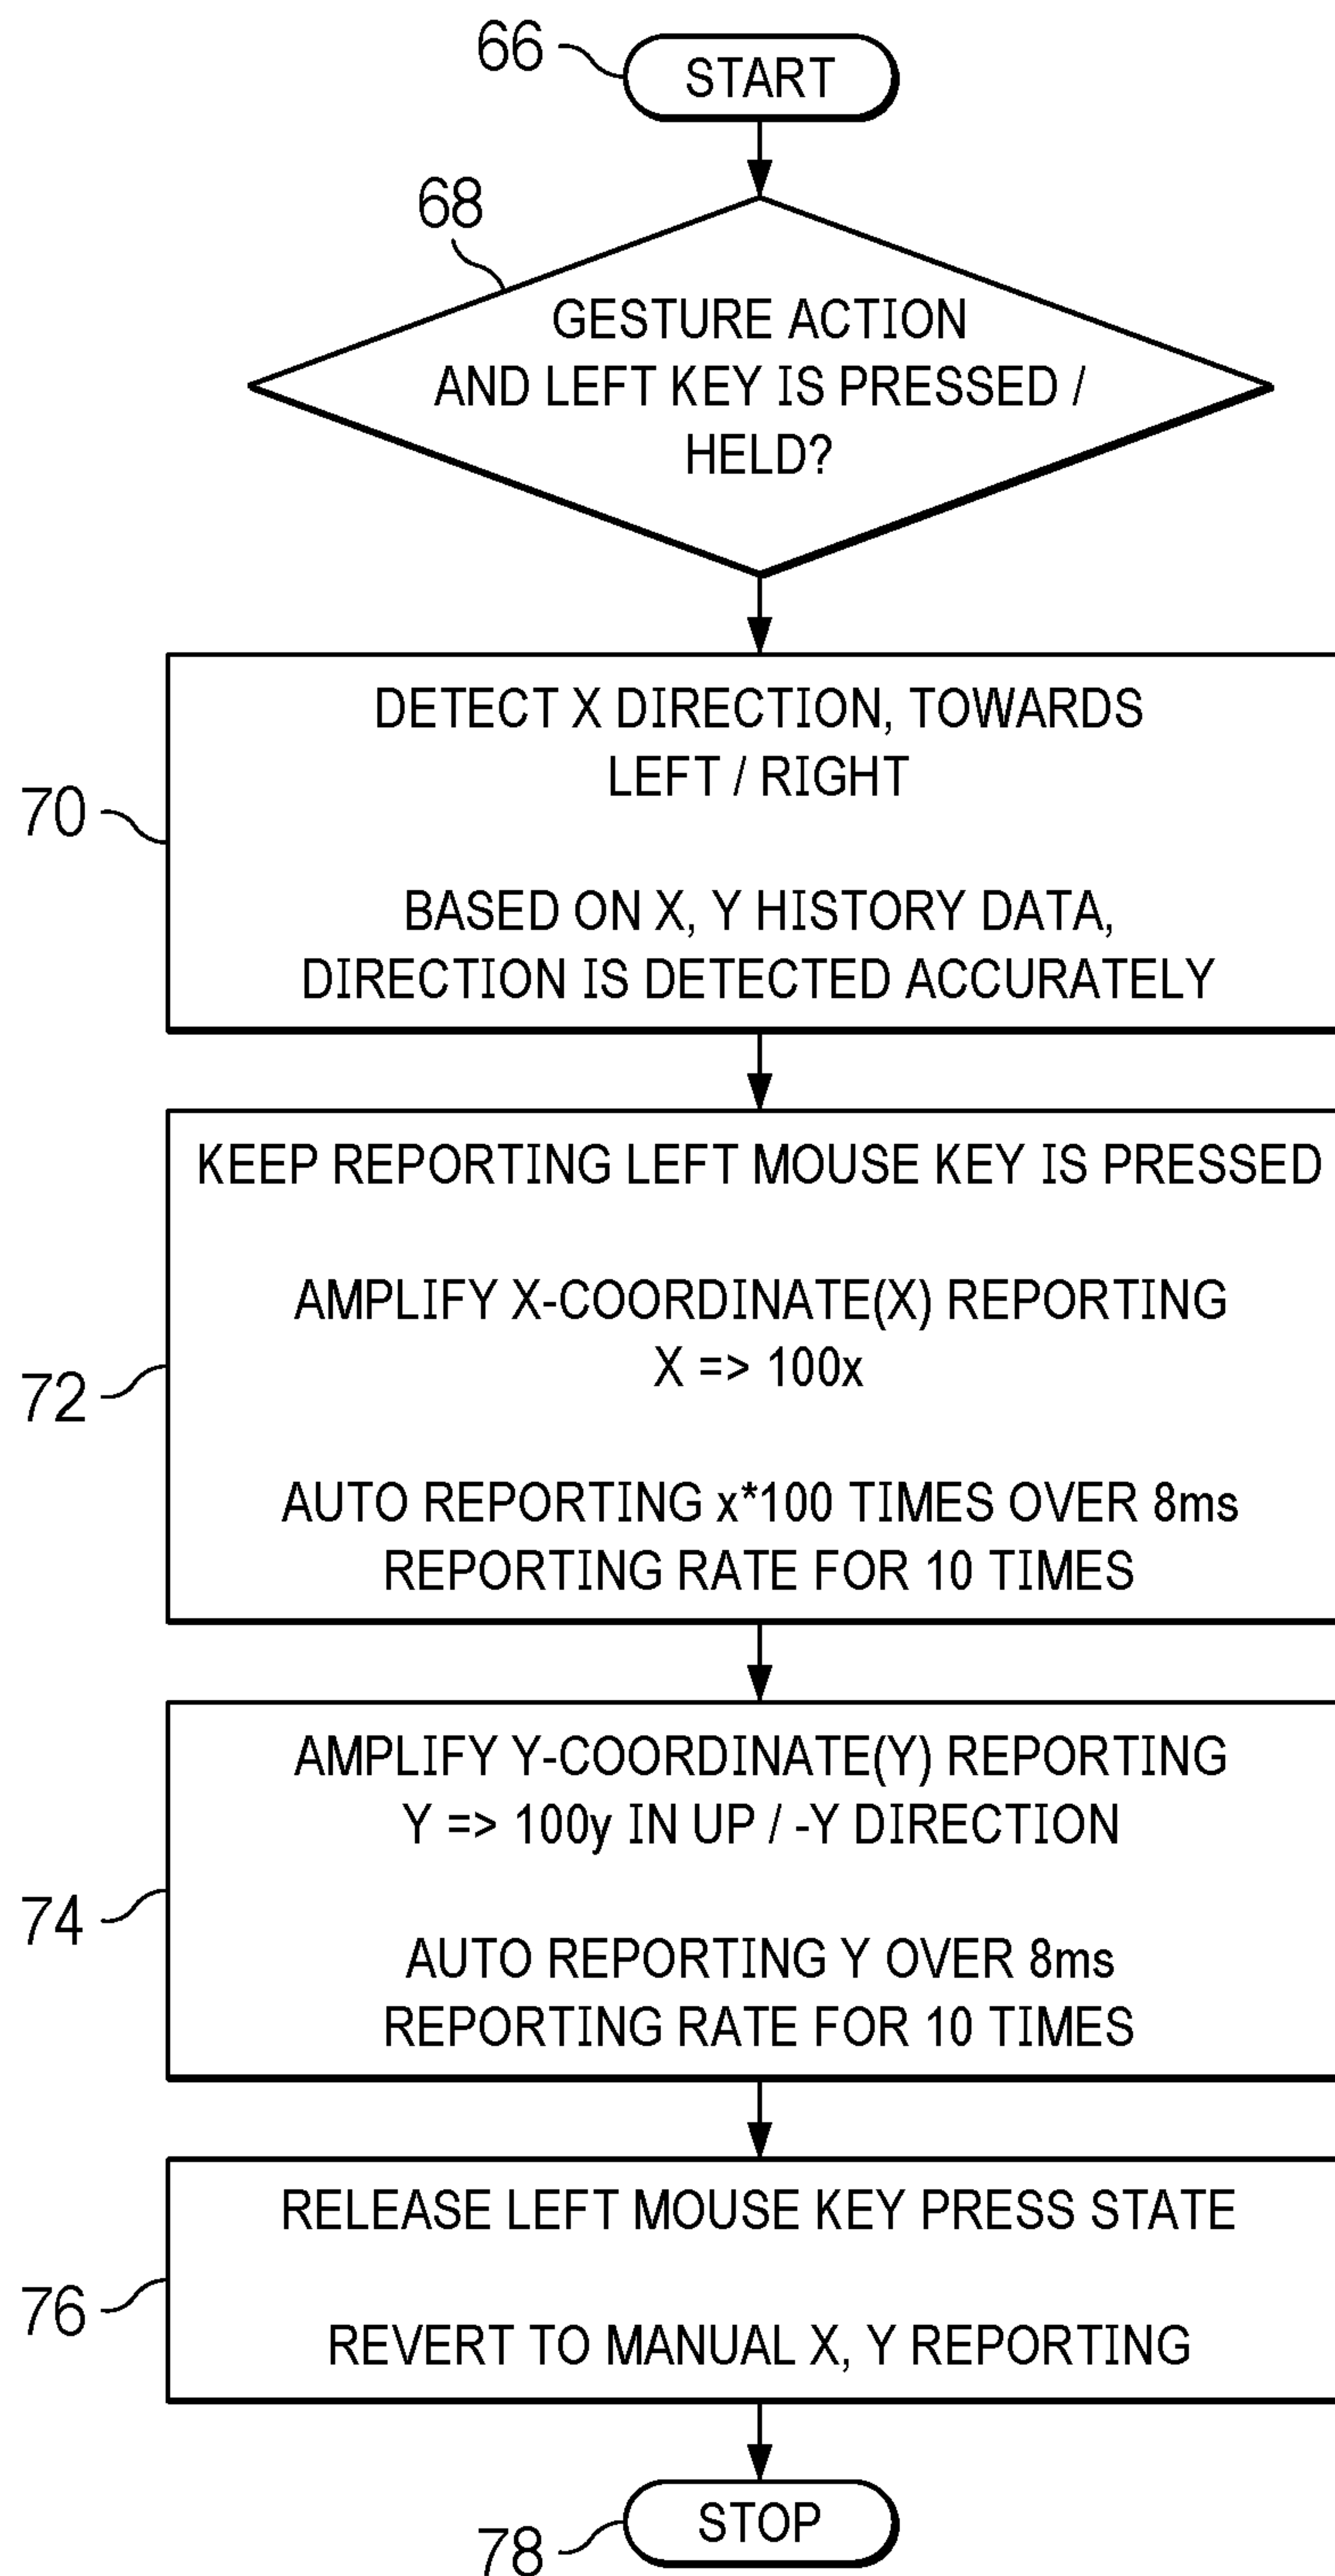 66
START
68
GESTURE ACTION
AND LEFT KEY IS PRESSED /
HELD?
DETECT X DIRECTION, TOWARDS
LEFT / RIGHT
70
BASED ON X, Y HISTORY DATA,
DIRECTION IS DETECTED ACCURATELY
KEEP REPORTING LEFT MOUSE KEY IS PRESSED
AMPLIFY X-COORDINATE(X) REPORTING
X => 100x
72
AUTO REPORTING x*100 TIMES OVER 8ms
REPORTING RATE FOR 10 TIMES
AMPLIFY Y-COORDINATE(Y) REPORTING
Y => 100y IN UP / -Y DIRECTION
74
AUTO REPORTING Y OVER 8ms
REPORTING RATE FOR 10 TIMES
RELEASE LEFT MOUSE KEY PRESS STATE
76
REVERT TO MANUAL X, Y REPORTING
STOP
78